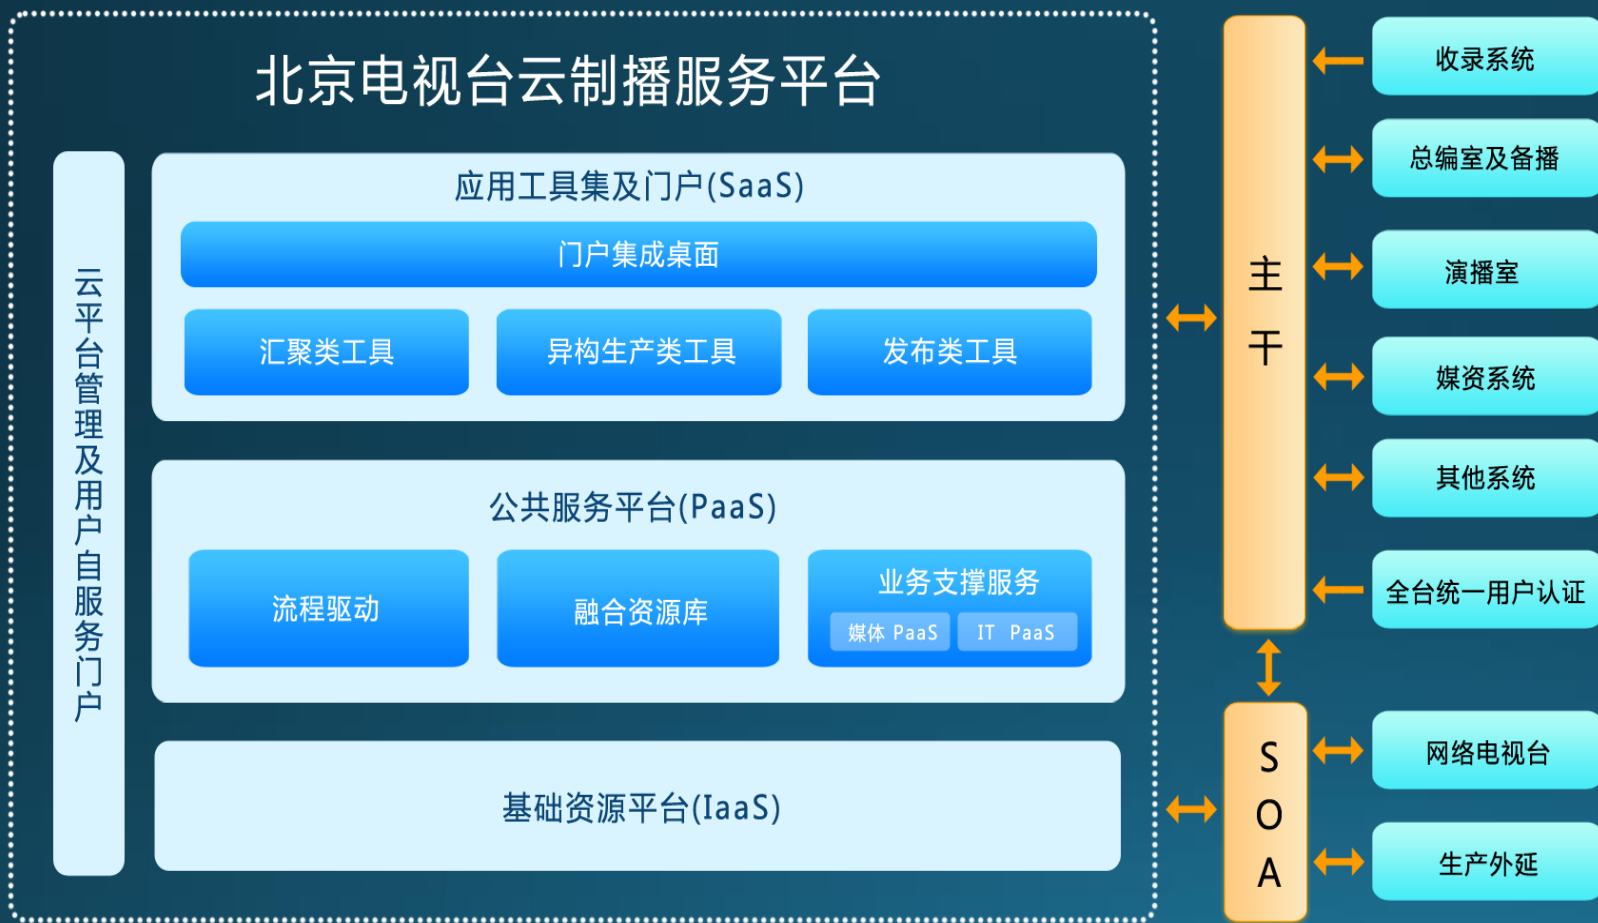 北京电视台云制播服务平台
云平台管理及用户自服务门户
应用工具集及门户(SaaS)
门户集成桌面
汇聚类工具
异构生产类工具
发布类工具
公共服务平台(PaaS)
流程驱动
融合资源库
业务支撑服务
媒体 PaaS
IT PaaS
基础资源平台(IaaS)
主干
SOA
收录系统
总编室及备播
演播室
媒资系统
其他系统
全台统一用户认证
网络电视台
生产外延